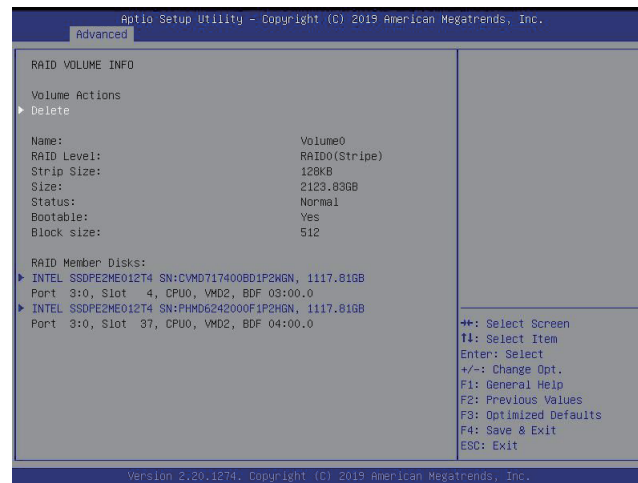 Aptio Setup Utility – Copyright (C) 2019 American Megatrends, Inc.
Advanced
RAID VOLUME INFO
Volume Actions
Delete
Name: Volume0
RAID Level: RAID0(Stripe)
Strip Size: 128KB
Size: 2123.83GB
Status: Normal
Bootable: Yes
Block size: 512
RAID Member Disks:
INTEL SSDPE2ME012T4 SN:CVMD717400BD1P2WGN, 1117.81GB
Port 3:0, Slot 4, CPU0, VMD2, BDF 03:00.0
INTEL SSDPE2ME012T4 SN:PHMD6242000F1P2HGN, 1117.81GB
Port 3:0, Slot 37, CPU0, VMD2, BDF 04:00.0
→←: Select Screen
↑↓: Select Item
Enter: Select
+/-: Change Opt.
F1: General Help
F2: Previous Values
F3: Optimized Defaults
F4: Save & Exit
ESC: Exit
Version 2.20.1274. Copyright (C) 2019 American Megatrends, Inc.